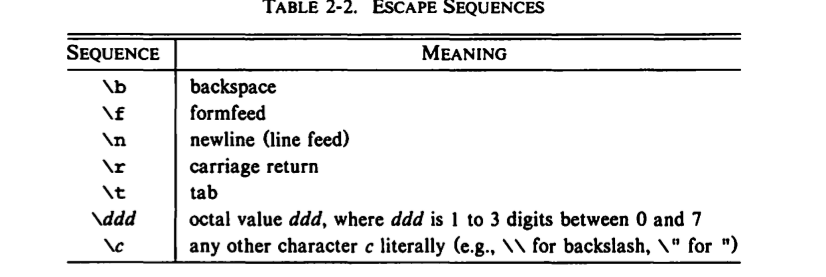 TABLE 2-2. ESCAPE SEQUENCES
SEQUENCE MEANING
\b backspace
\f formfeed
\n newline (line feed)
\r carriage return
\t tab
\ddd octal value ddd, where ddd is 1 to 3 digits between 0 and 7
\c any other character c literally (e.g., \\ for backslash, \" for ")